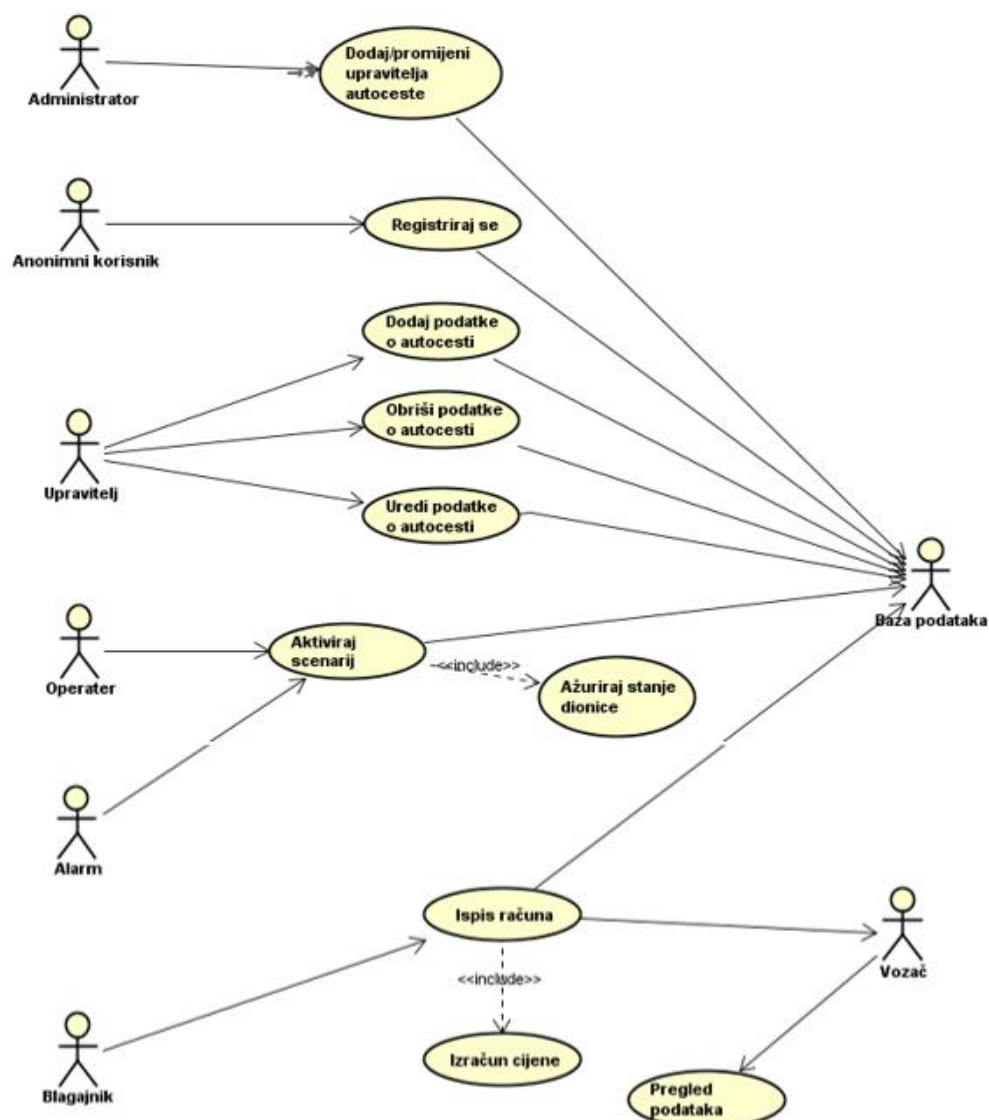 Dodaj/promijeni
upravitelja
autoceste
Administrator
Registriraj se
Anonimni korisnik
Dodaj podatke
o autocesti
Obriši podatke
o autocesti
Upravitelj
Uredi podatke
o autocesti
Baza podataka
Aktiviraj
scenarij
<<include>>
Operater
Ažuriraj stanje
dionice
Alarm
Ispis računa
Vozač
<<include>>
Izračun cijene
Blagajnik
Pregled
podataka